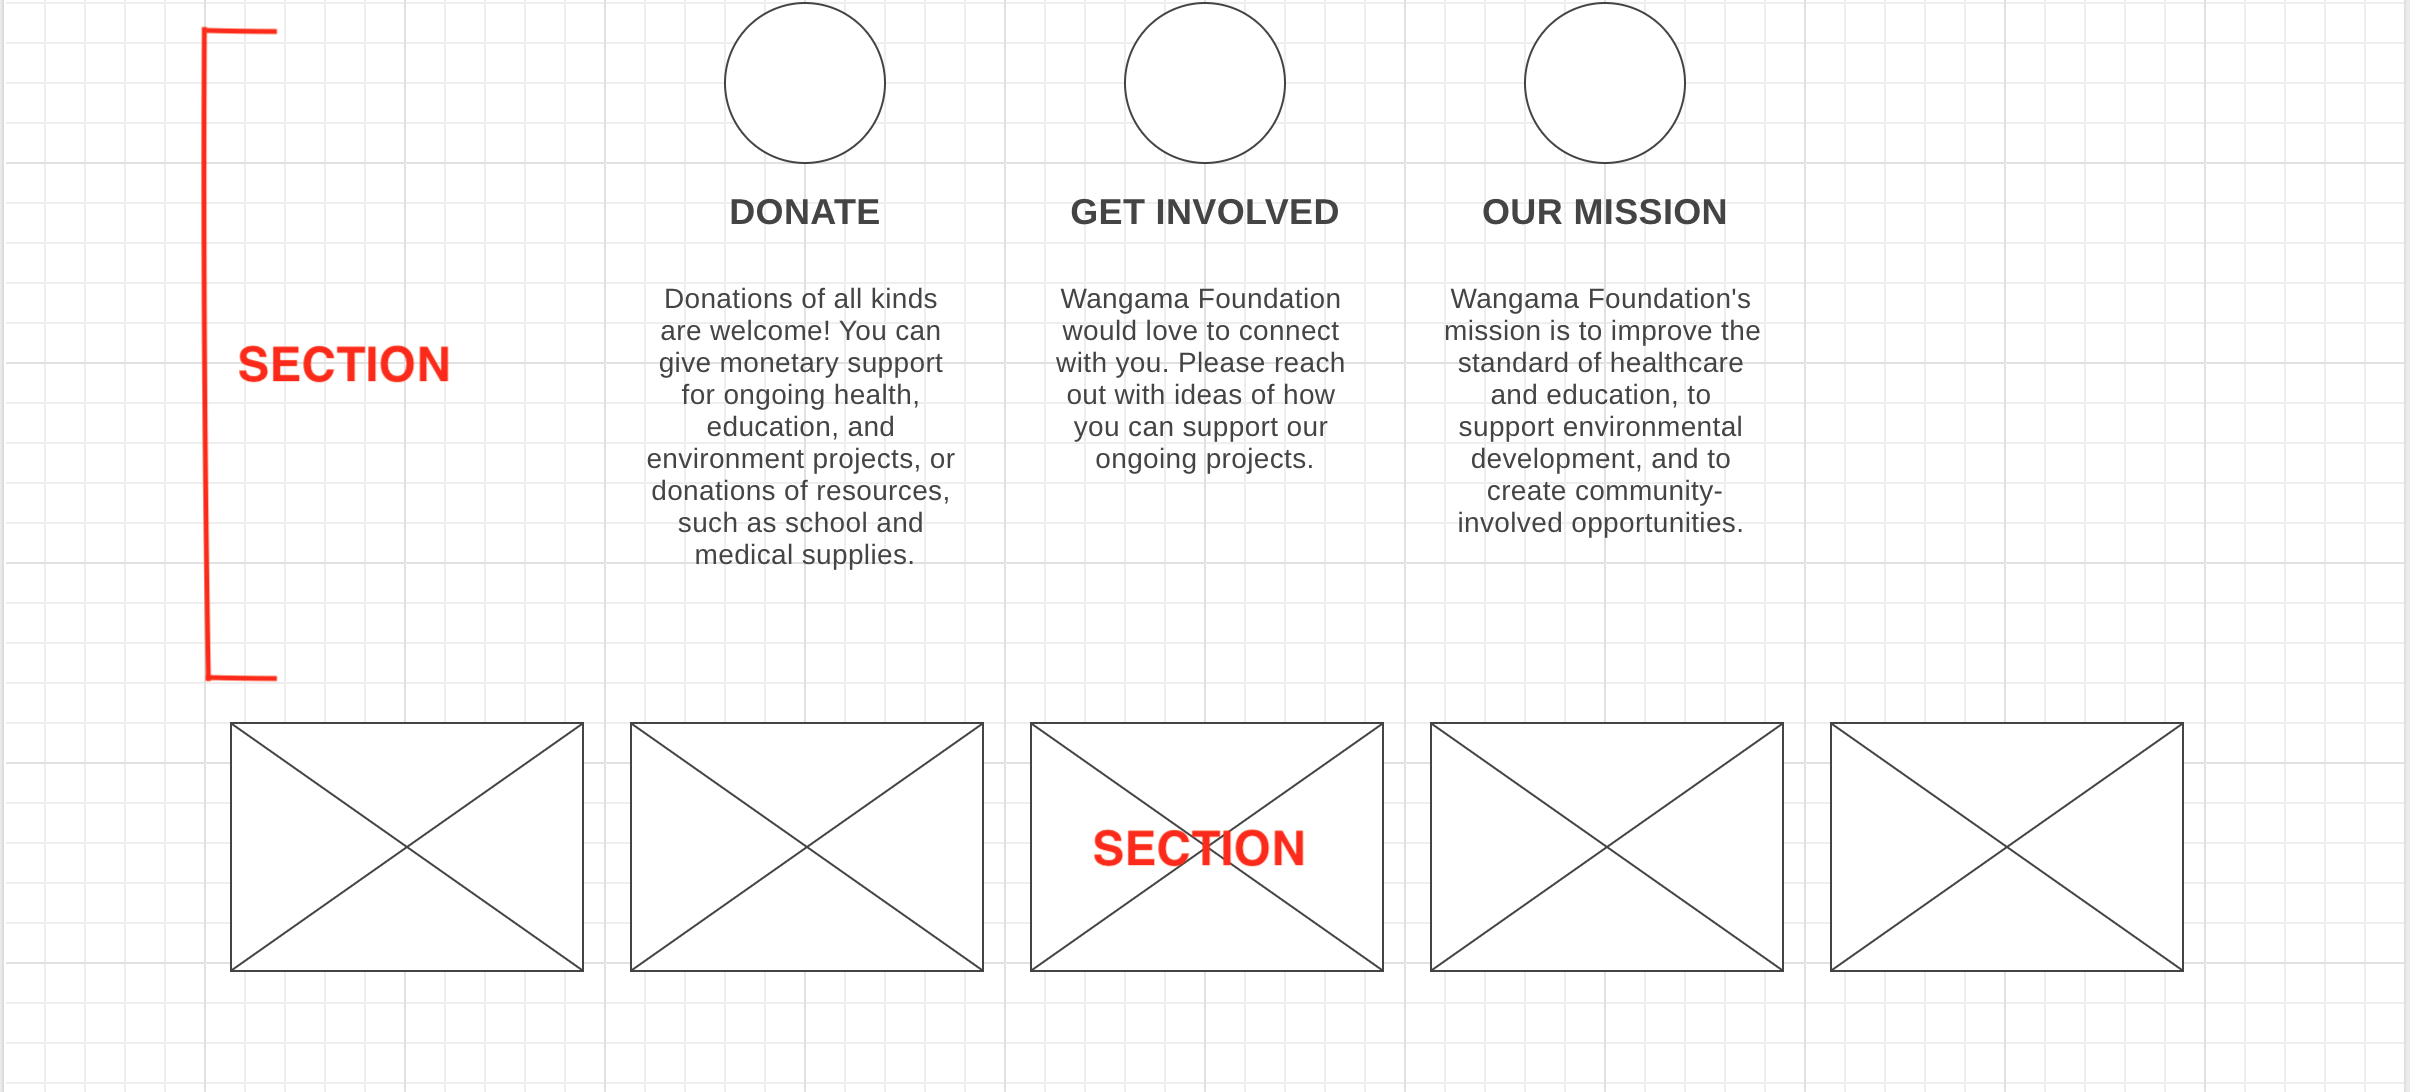 DONATE
GET INVOLVED
OUR MISSION
SECTION
Donations of all kinds
are welcome! You can
give monetary support
for ongoing health,
education, and
environment projects, or
donations of resources,
such as school and
medical supplies.
Wangama Foundation
would love to connect
with you. Please reach
out with ideas of how
you can support our
ongoing projects.
Wangama Foundation's
mission is to improve the
standard of healthcare
and education, to
support environmental
development, and to
create community-
involved opportunities.
SECTION